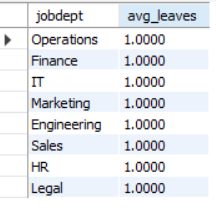 jobdept avg_leaves
Operations 1.0000
Finance 1.0000
IT 1.0000
Marketing 1.0000
Engineering 1.0000
Sales 1.0000
HR 1.0000
Legal 1.0000